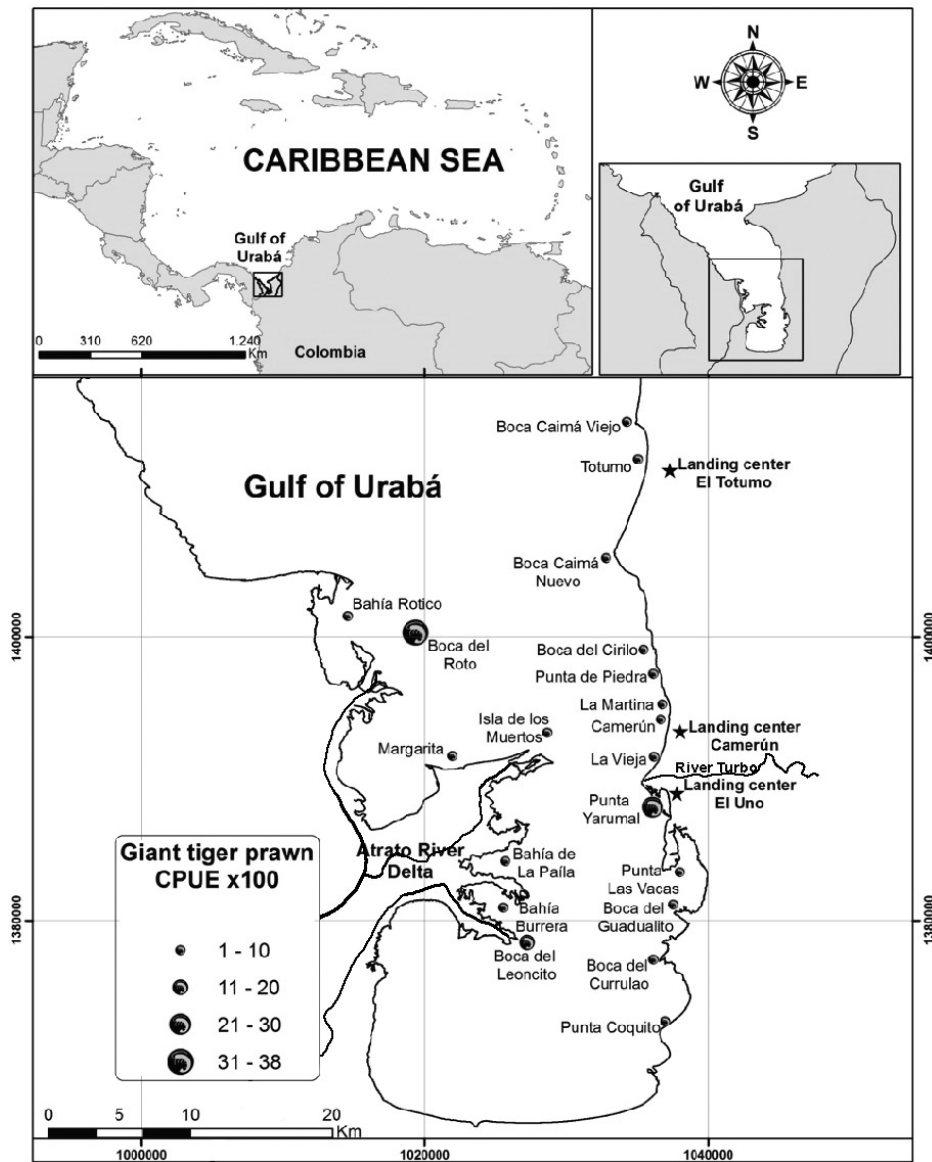 CARIBBEAN SEA
Gulf of
Urabá
Colombia
0 310 620 1.240
Km
N
W E
S
Gulf
of Urabá
Gulf of Urabá
Boca Caimá Viejo
Toturno
Landing center
El Totumo
Boca Caimá
Nuevo
Bahía Rotico
Boca del
Roto
Boca del Cirilo
Punta de Piedra
La Martina
Camerún
Isla de los
Muertos
Margarita
Landing center
Camerún
La Vieja
River Turbo
Landing center
El Uno
Punta
Yarumal
Atrato River
Delta
Bahía de
La Paíla
Punta
Las Vacas
Bahía
Burrera
Boca del
Guadualito
Boca del
Leoncito
Boca del
Currulao
Punta Coquito
Giant tiger prawn
CPUE x100
1 - 10
11 - 20
21 - 30
31 - 38
0 5 10 20
Km
1400000
1380000
1400000
1380000
1000000 1020000 1040000